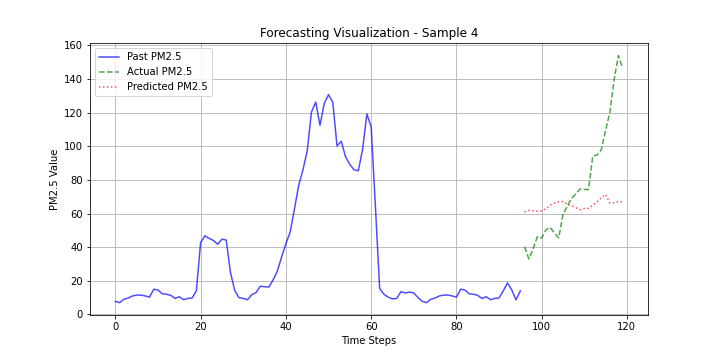 Forecasting Visualization - Sample 4
Past PM2.5
Actual PM2.5
Predicted PM2.5
PM2.5 Value
160
140
120
100
80
60
40
20
0
0 20 40 60 80 100 120
Time Steps